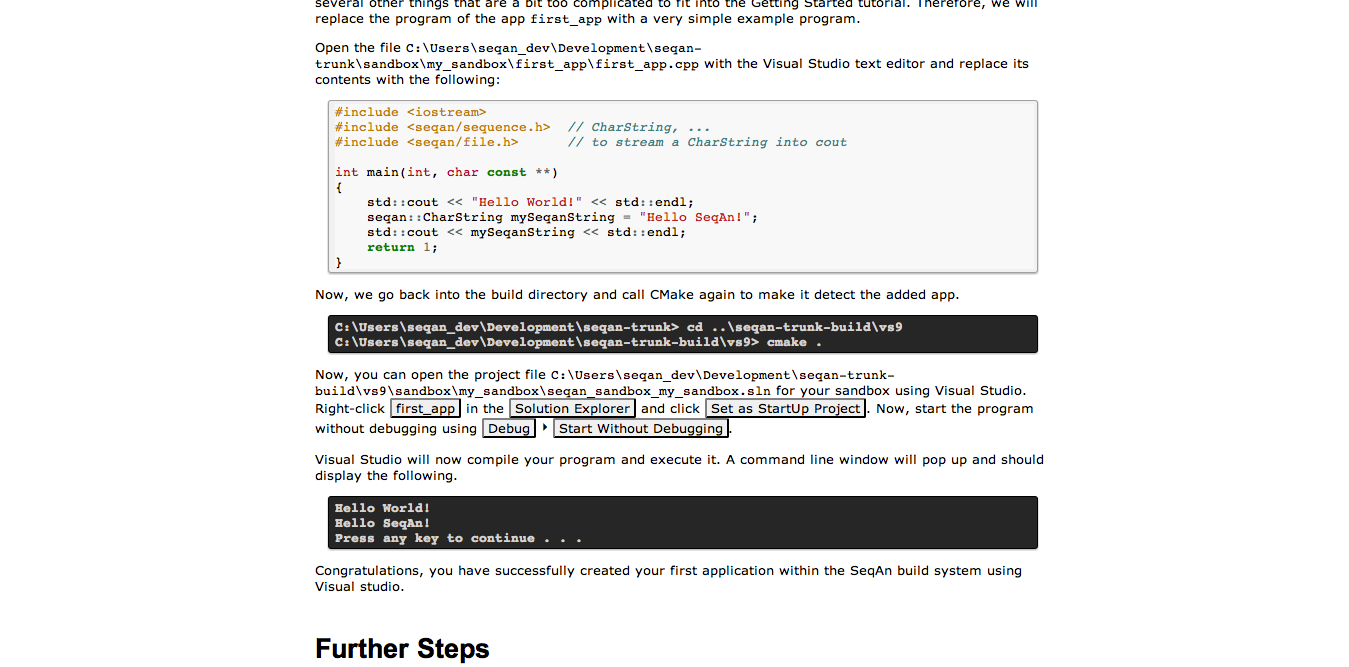 several other things that are a bit too complicated to fit into the Getting Started tutorial. Therefore, we will
replace the program of the app first_app with a very simple example program.
Open the file C:\Users\seqan_dev\Development\seqan-
trunk\sandbox\my_sandbox\first_app\first_app.cpp with the Visual Studio text editor and replace its
contents with the following:
#include <iostream>
#include <seqan/sequence.h>  // CharString, ...
#include <seqan/file.h>      // to stream a CharString into cout
int main(int, char const **)
{
    std::cout << "Hello World!" << std::endl;
    seqan::CharString mySeqanString = "Hello SeqAn!";
    std::cout << mySeqanString << std::endl;
    return 1;
}
Now, we go back into the build directory and call CMake again to make it detect the added app.
C:\Users\seqan_dev\Development\seqan-trunk> cd ..\seqan-trunk-build\vs9
C:\Users\seqan_dev\Development\seqan-trunk-build\vs9> cmake .
Now, you can open the project file C:\Users\seqan_dev\Development\seqan-trunk-
build\vs9\sandbox\my_sandbox\seqan_sandbox_my_sandbox.sln for your sandbox using Visual Studio.
Right-click first_app in the Solution Explorer and click Set as StartUp Project. Now, start the program
without debugging using Debug ‣ Start Without Debugging.
Visual Studio will now compile your program and execute it. A command line window will pop up and should
display the following.
Hello World!
Hello SeqAn!
Press any key to continue . . .
Congratulations, you have successfully created your first application within the SeqAn build system using
Visual studio.
Further Steps